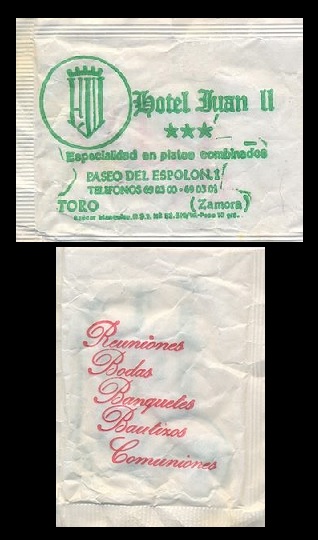 Hotel Juan II
Especialidad en platos combinados
PASEO DEL ESPOLON, 1
TELEFONOS 69 03 00 - 69 03 01
TORO (Zamora)
Reuniones
Bodas
Banquetes
Bautizos
Comuniones